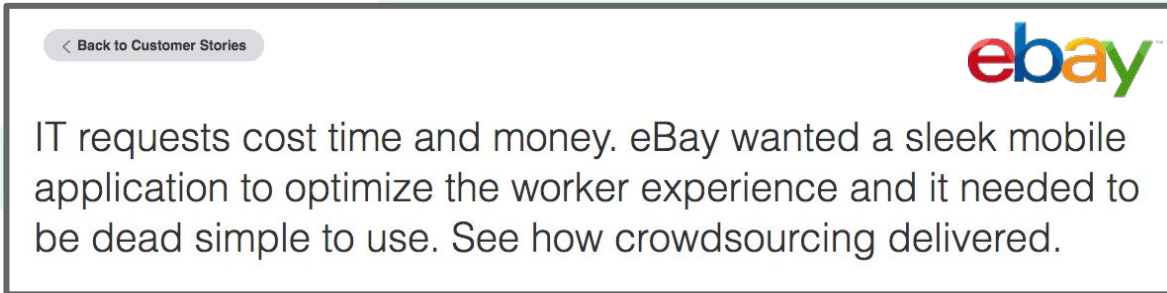 < Back to Customer Stories
ebay™
IT requests cost time and money. eBay wanted a sleek mobile
application to optimize the worker experience and it needed to
be dead simple to use. See how crowdsourcing delivered.